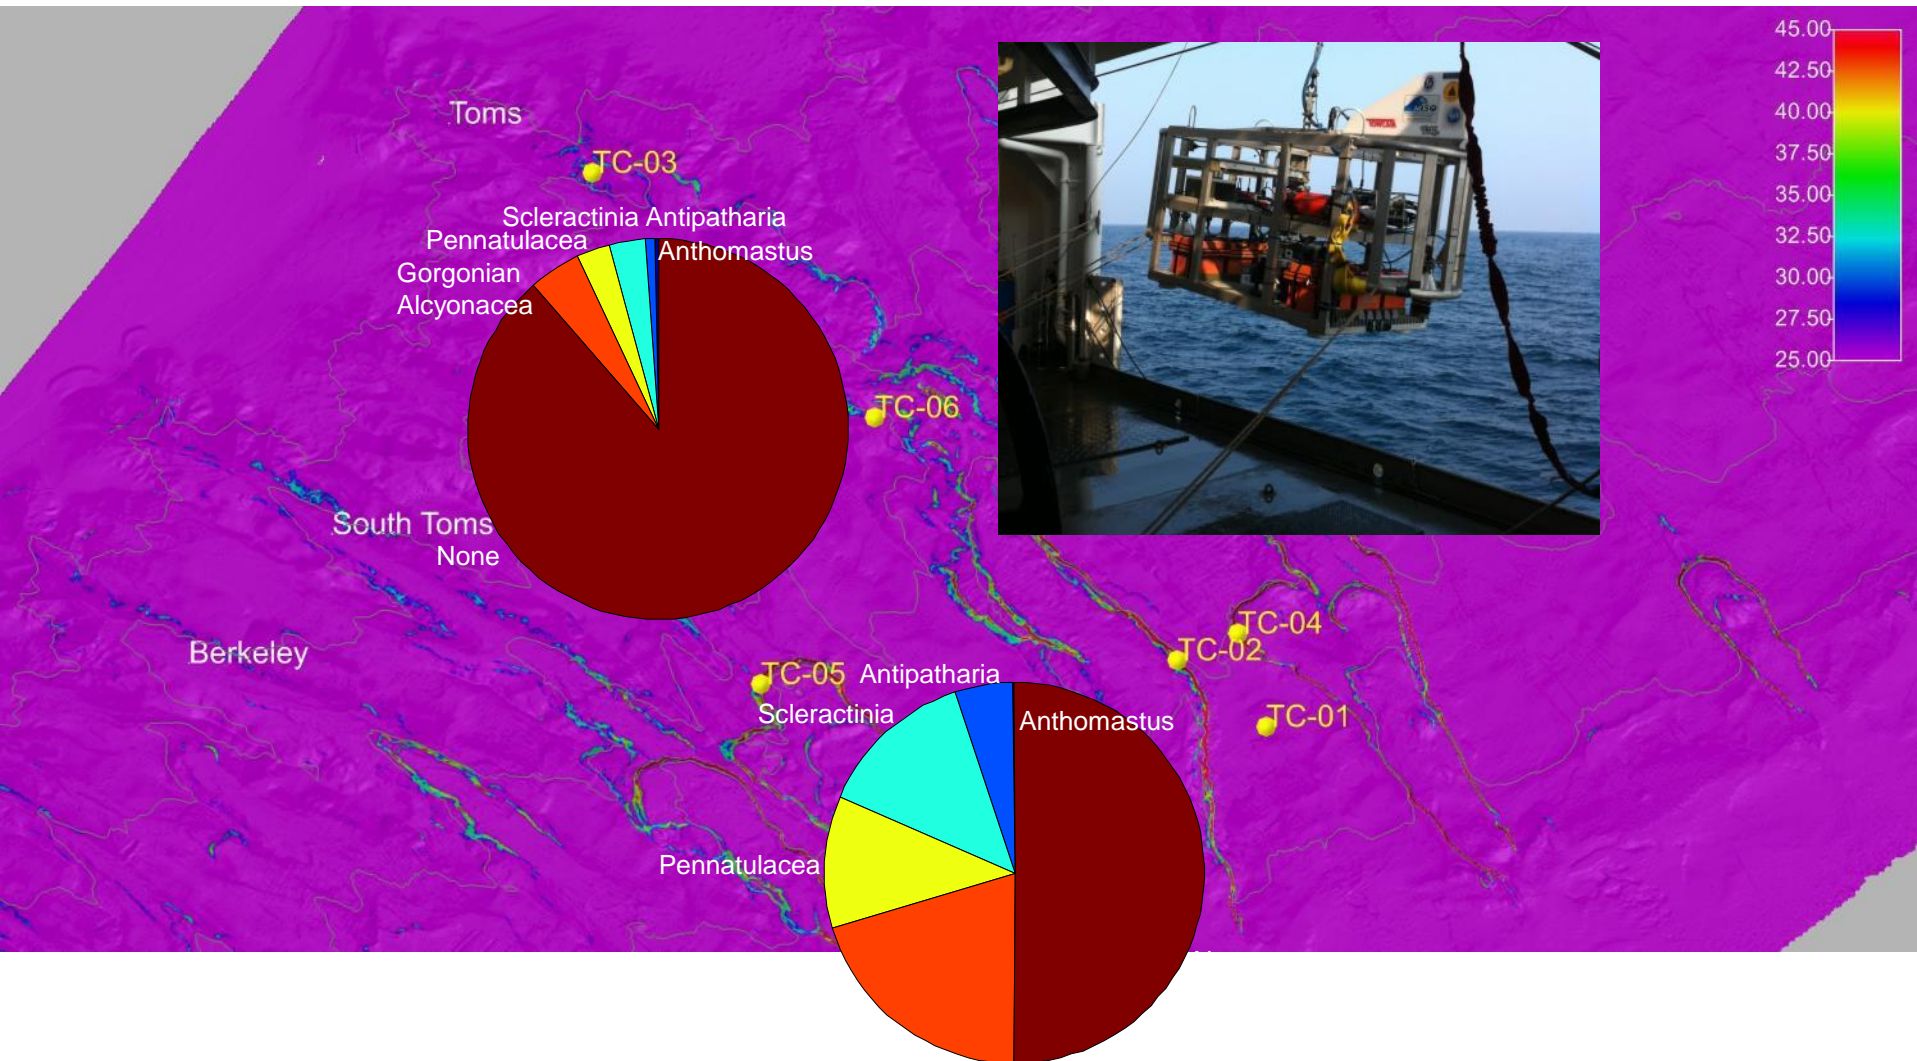 45.00
42.50
40.00
37.50
35.00
32.50
30.00
27.50
25.00
Toms
TC-03
Scleractinia Antipatharia
Pennatulacea
Anthomastus
Gorgonian
Alcyonacea
TC-06
South Toms
None
TC-04
TC-02
Berkeley
TC-05
Antipatharia
Scleractinia
Anthomastus
TC-01
Pennatulacea
TOWCAM